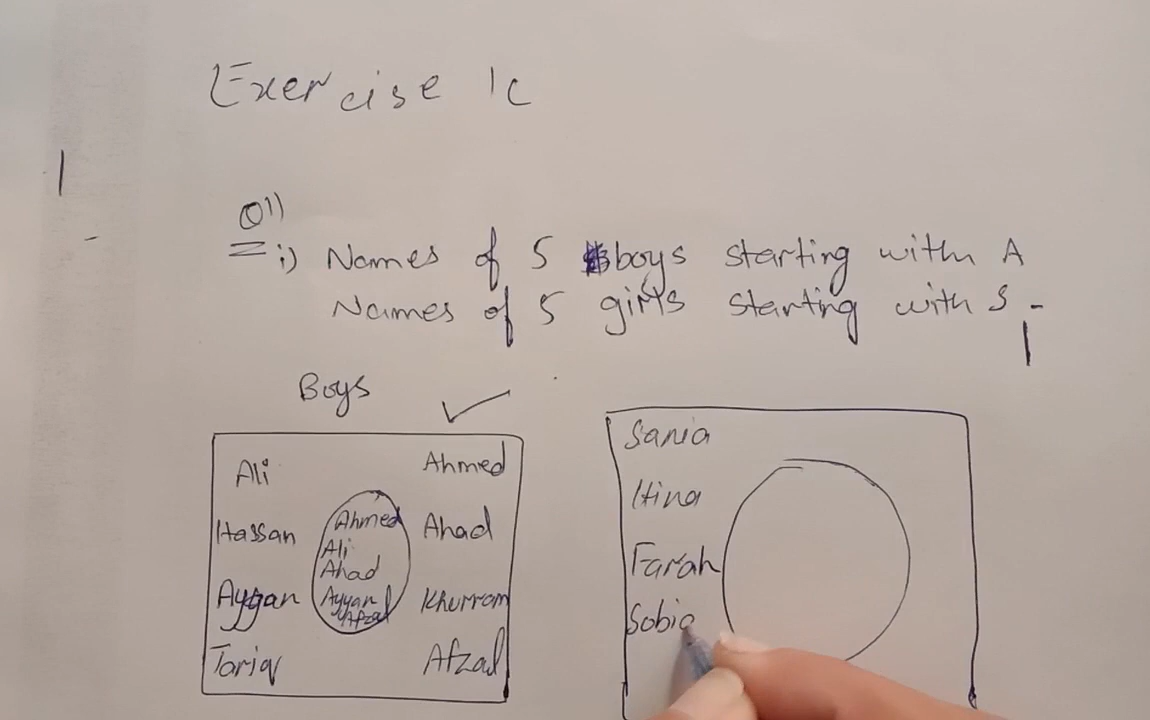 Exercise 1c
Q1)
i) Names of 5 boys starting with A
Names of 5 girls starting with S
Boys
Ali
Ahmed
Hassan
Ahad
Ayyan
Khurram
Tariq
Afzal
Ahmed
Ali
Ahad
Ayyan
Afzal
Sania
Hina
Farah
Sobia